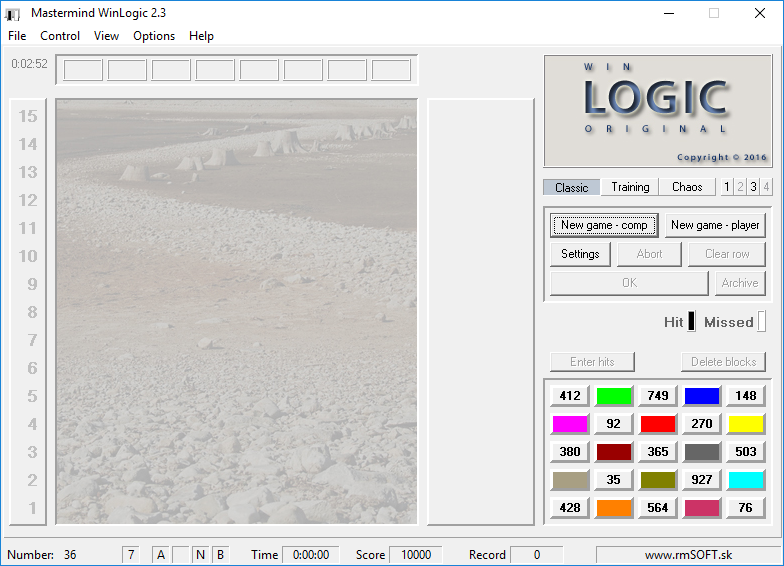 Mastermind WinLogic 2.3
File Control View Options Help
0:02:52
WIN
LOGIC
ORIGINAL
Copyright © 2016
15
14
13
12
11
10
9
8
7
6
5
4
3
2
1
Classic Training Chaos 1 2 3 4
New game - comp New game - player
Settings Abort Clear row
OK Archive
Hit Missed
Enter hits Delete blocks
412 749 148
92 270
380 365 503
35 927
428 564 76
Number: 36 7 A N B Time 0:00:00 Score 10000 Record 0 www.rmSOFT.sk